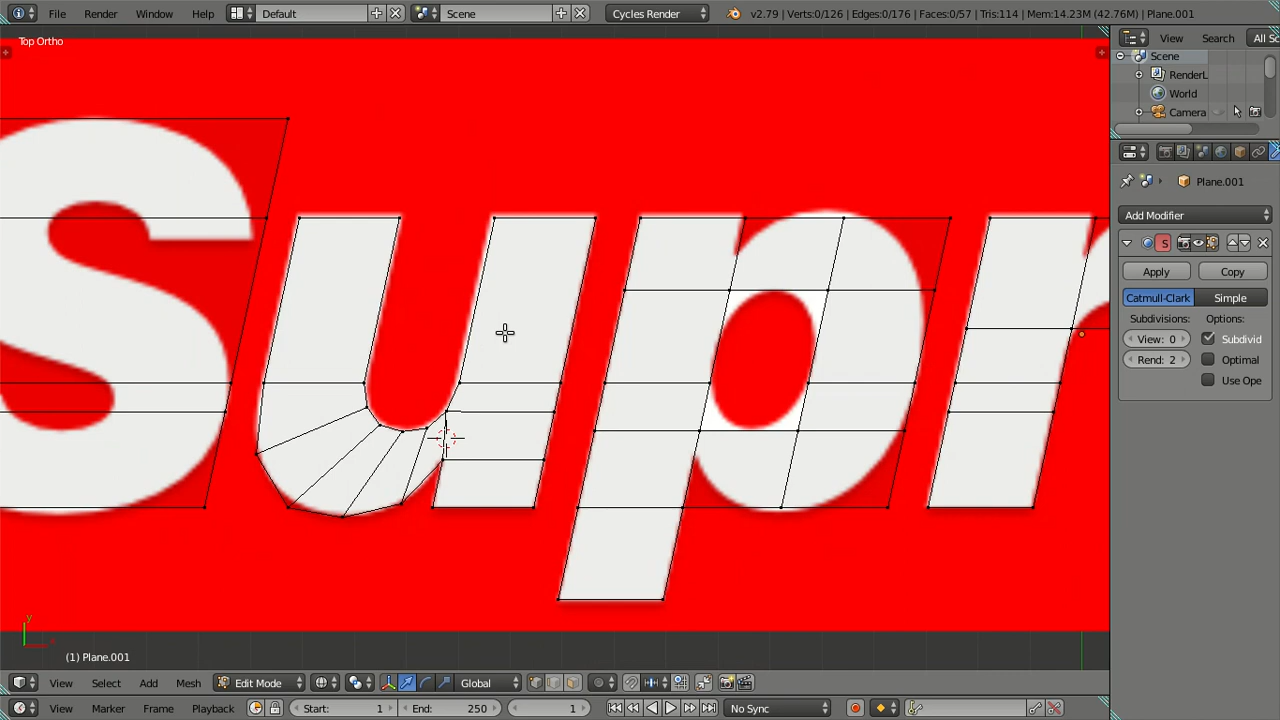 File Render Window Help Default Scene Cycles Render v2.79 | Verts:0/126 | Edges:0/176 | Faces:0/57 | Tris:114 | Mem:14.23M (42.76M) | Plane.001
Top Ortho
View Search All Sc
Scene
RenderL
World
Camera
Plane.001
Add Modifier
S
Apply Copy
Catmull-Clark Simple
Subdivisions: Options:
View: 0 Subdivid
Rend: 2 Optimal
Use Ope
Supr
y
x
(1) Plane.001
View Select Add Mesh Edit Mode Global
View Marker Frame Playback Start: 1 End: 250 1 No Sync